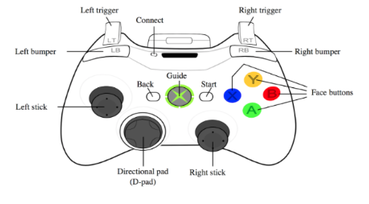 Left trigger
Right trigger
Connect
LT
RT
Left bumper
LB
RB
Right bumper
Back
Guide
Start
Y
X
B
A
Face buttons
Left stick
Directional pad
(D-pad)
Right stick